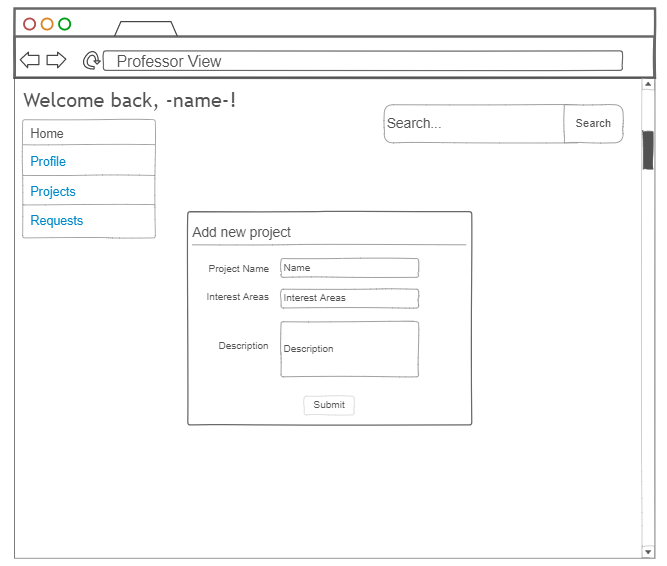 Professor View
Welcome back, -name-!
Search... Search
Home
Profile
Projects
Requests
Add new project
Project Name Name
Interest Areas Interest Areas
Description Description
Submit